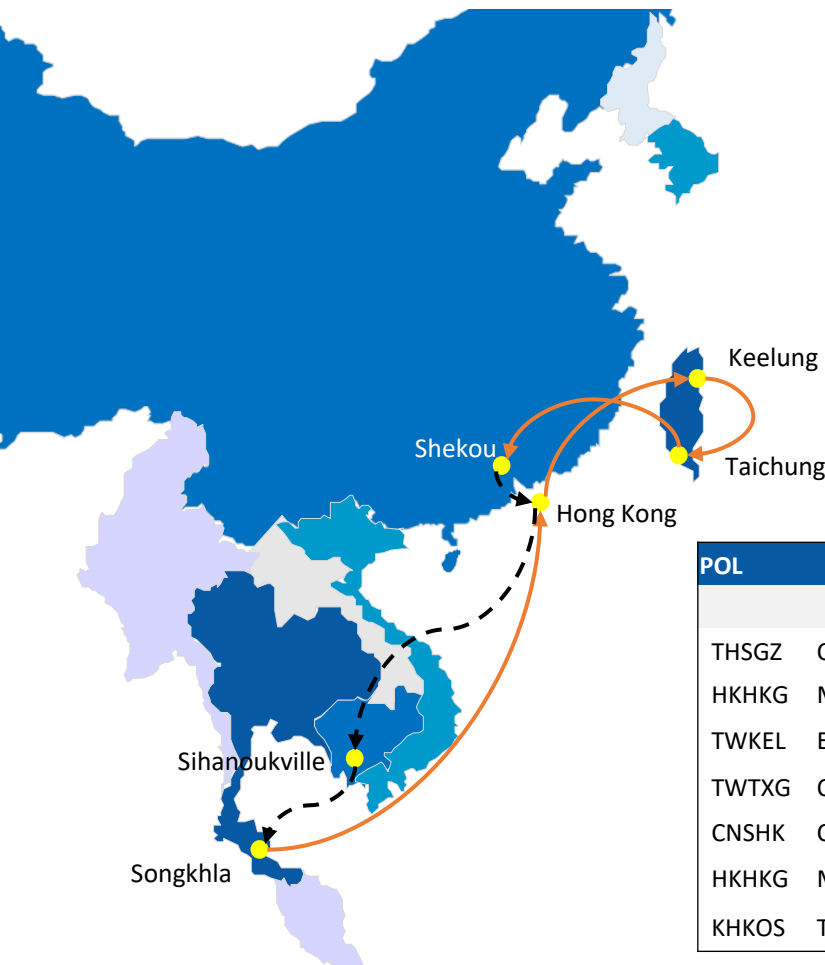 Keelung
Shekou
Taichung
Hong Kong
POL
THSGZ
HKHKG
TWKEL
TWTXG
CNSHK
HKHKG
KHKOS
Sihanoukville
Songkhla